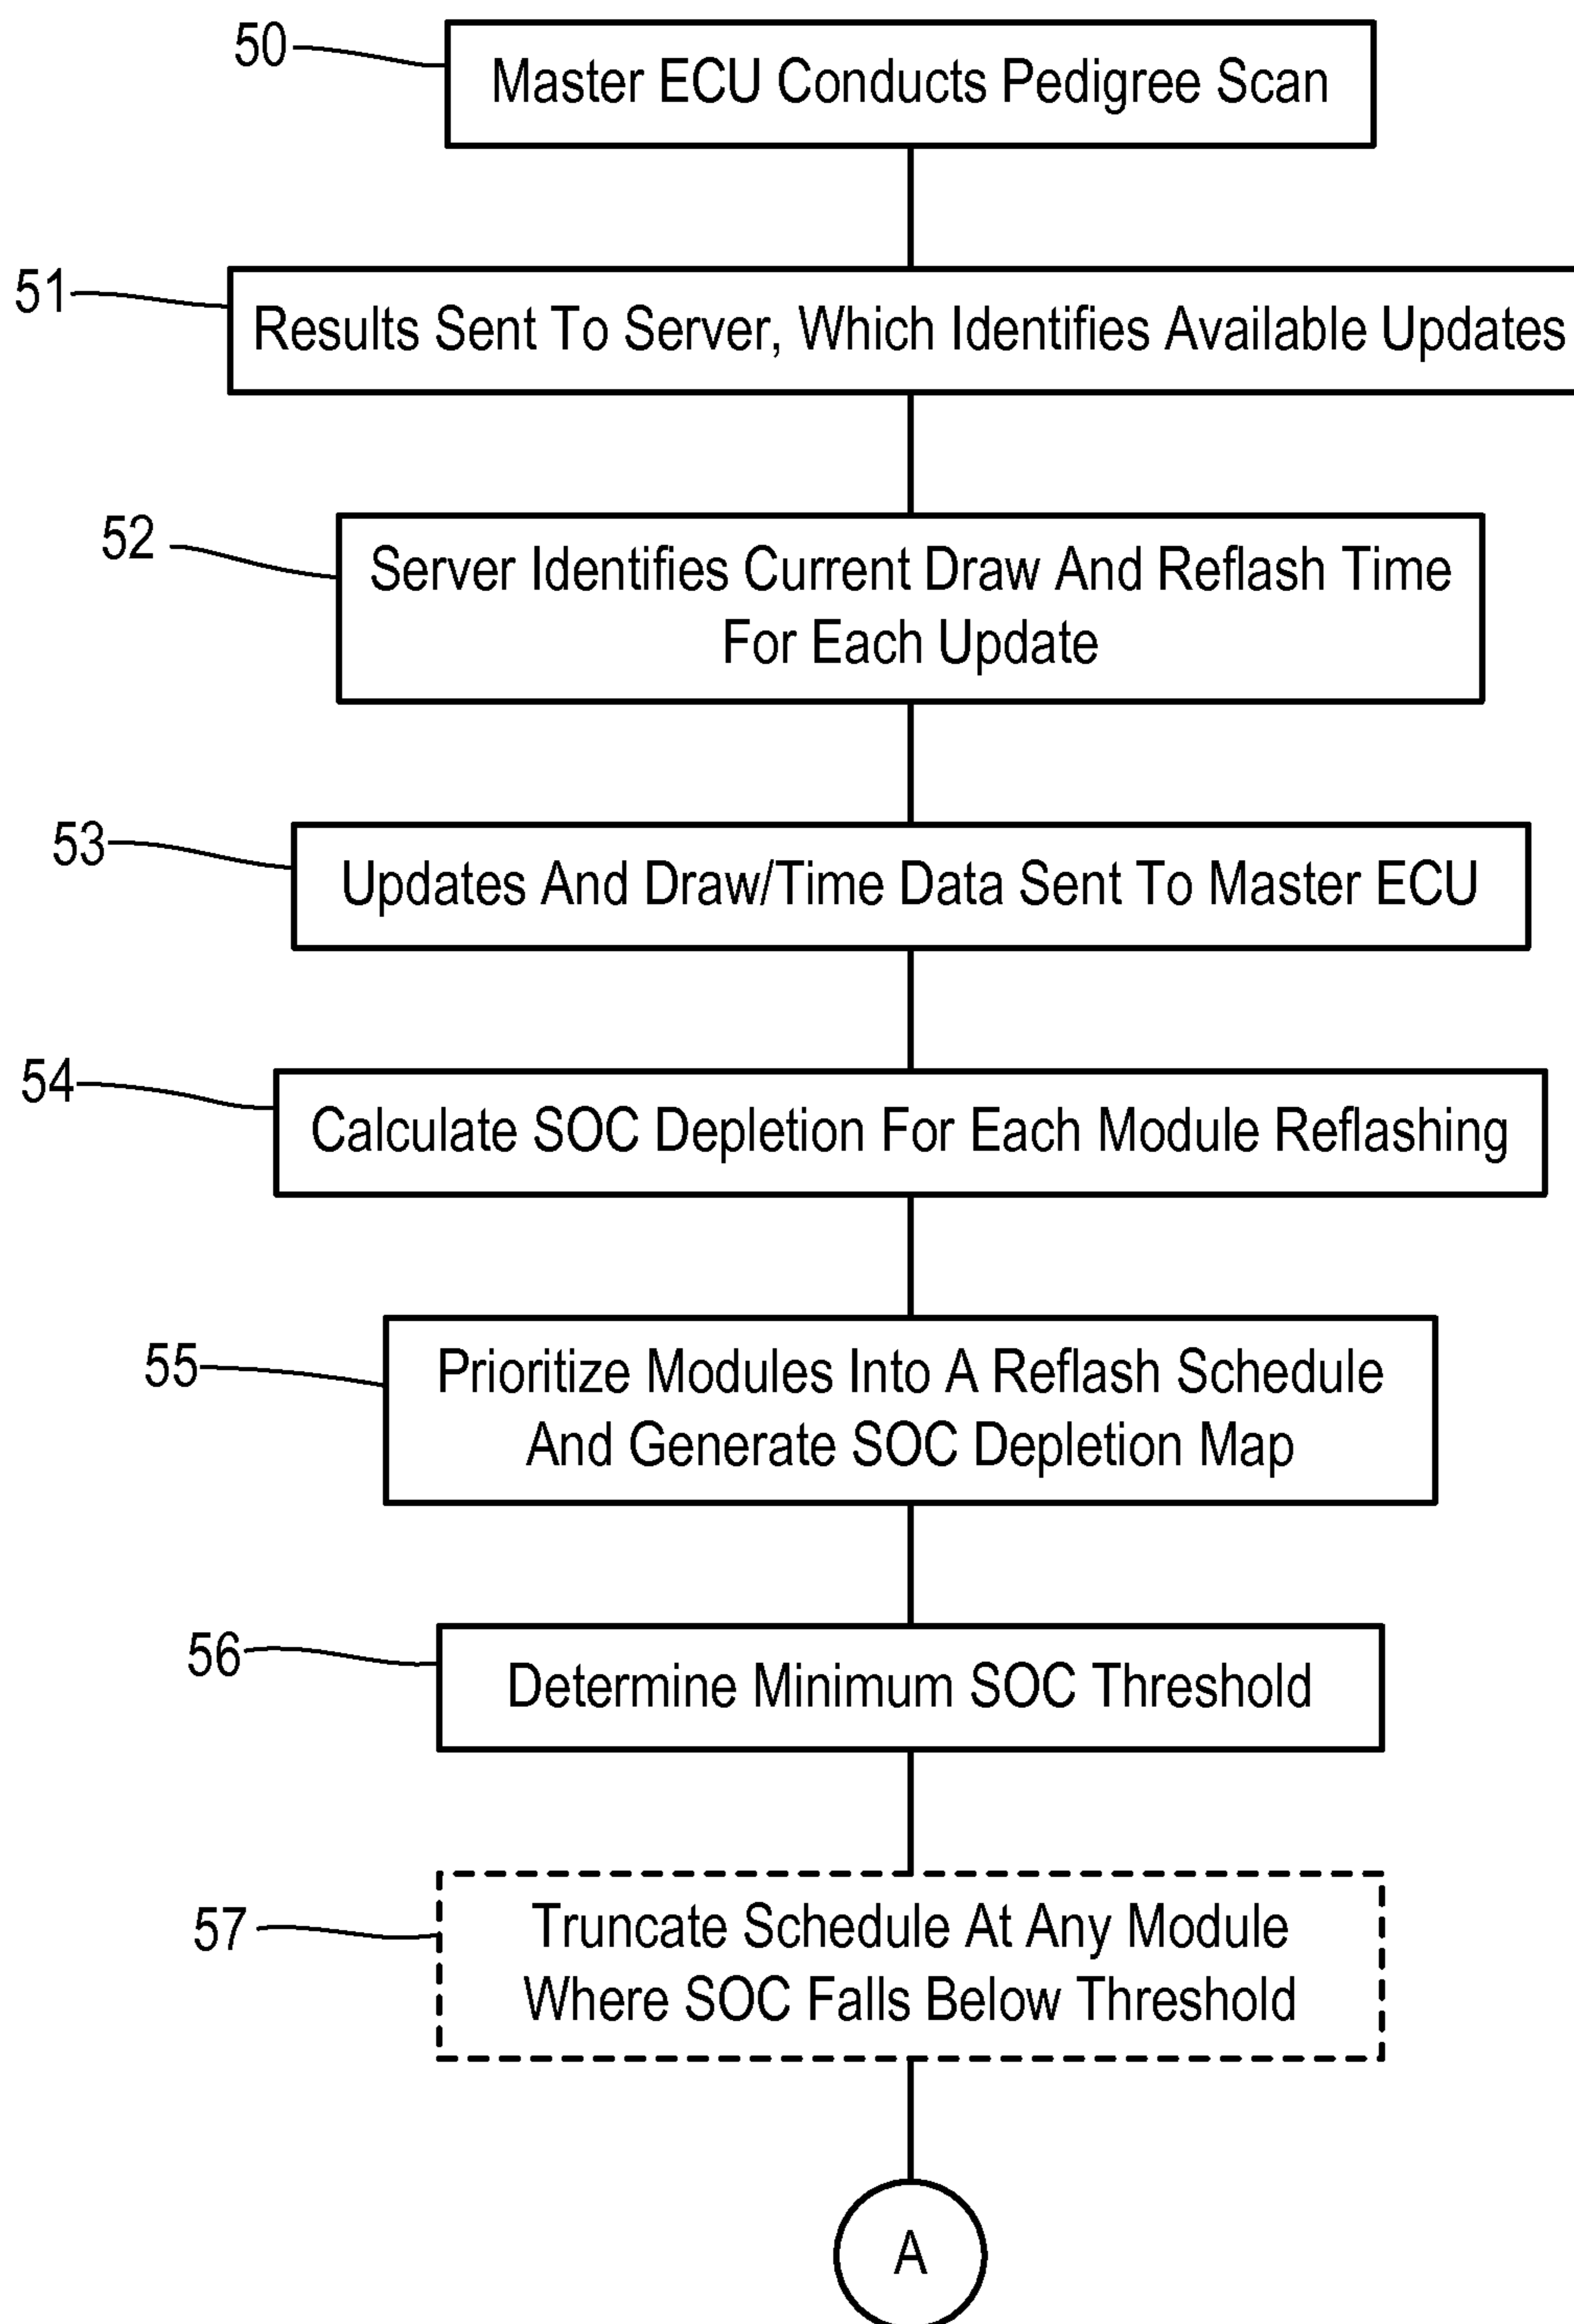 50
Master ECU Conducts Pedigree Scan
51
Results Sent To Server, Which Identifies Available Updates
52
Server Identifies Current Draw And Reflash Time
For Each Update
53
Updates And Draw/Time Data Sent To Master ECU
54
Calculate SOC Depletion For Each Module Reflashing
55
Prioritize Modules Into A Reflash Schedule
And Generate SOC Depletion Map
56
Determine Minimum SOC Threshold
57
Truncate Schedule At Any Module
Where SOC Falls Below Threshold
A